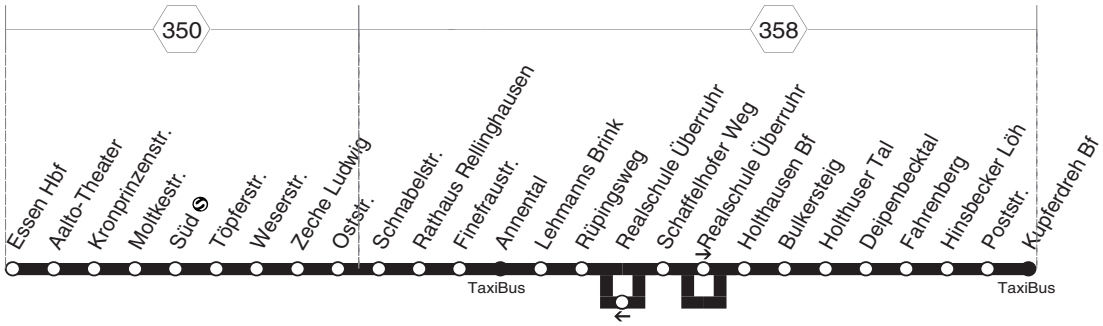 350
358
Essen Hbf
Aalto-Theater
Kronprinzenstr.
Moltkestr.
Süd S
Töpferstr.
Weserstr.
Zeche Ludwig
Oststr.
Schnabelstr.
Rathaus Rellinghausen
Finefraustr.
Annental
Lehmanns Brink
Rüpingsweg
Realschule Überruhr
Schaffelhofer Weg
Realschule Überruhr
Holthausen Bf
Bulkersteig
Holthuser Tal
Deipenbecktal
Fahrenberg
Hinsbecker Löh
Poststr.
Kupferdreh Bf
TaxiBus
TaxiBus